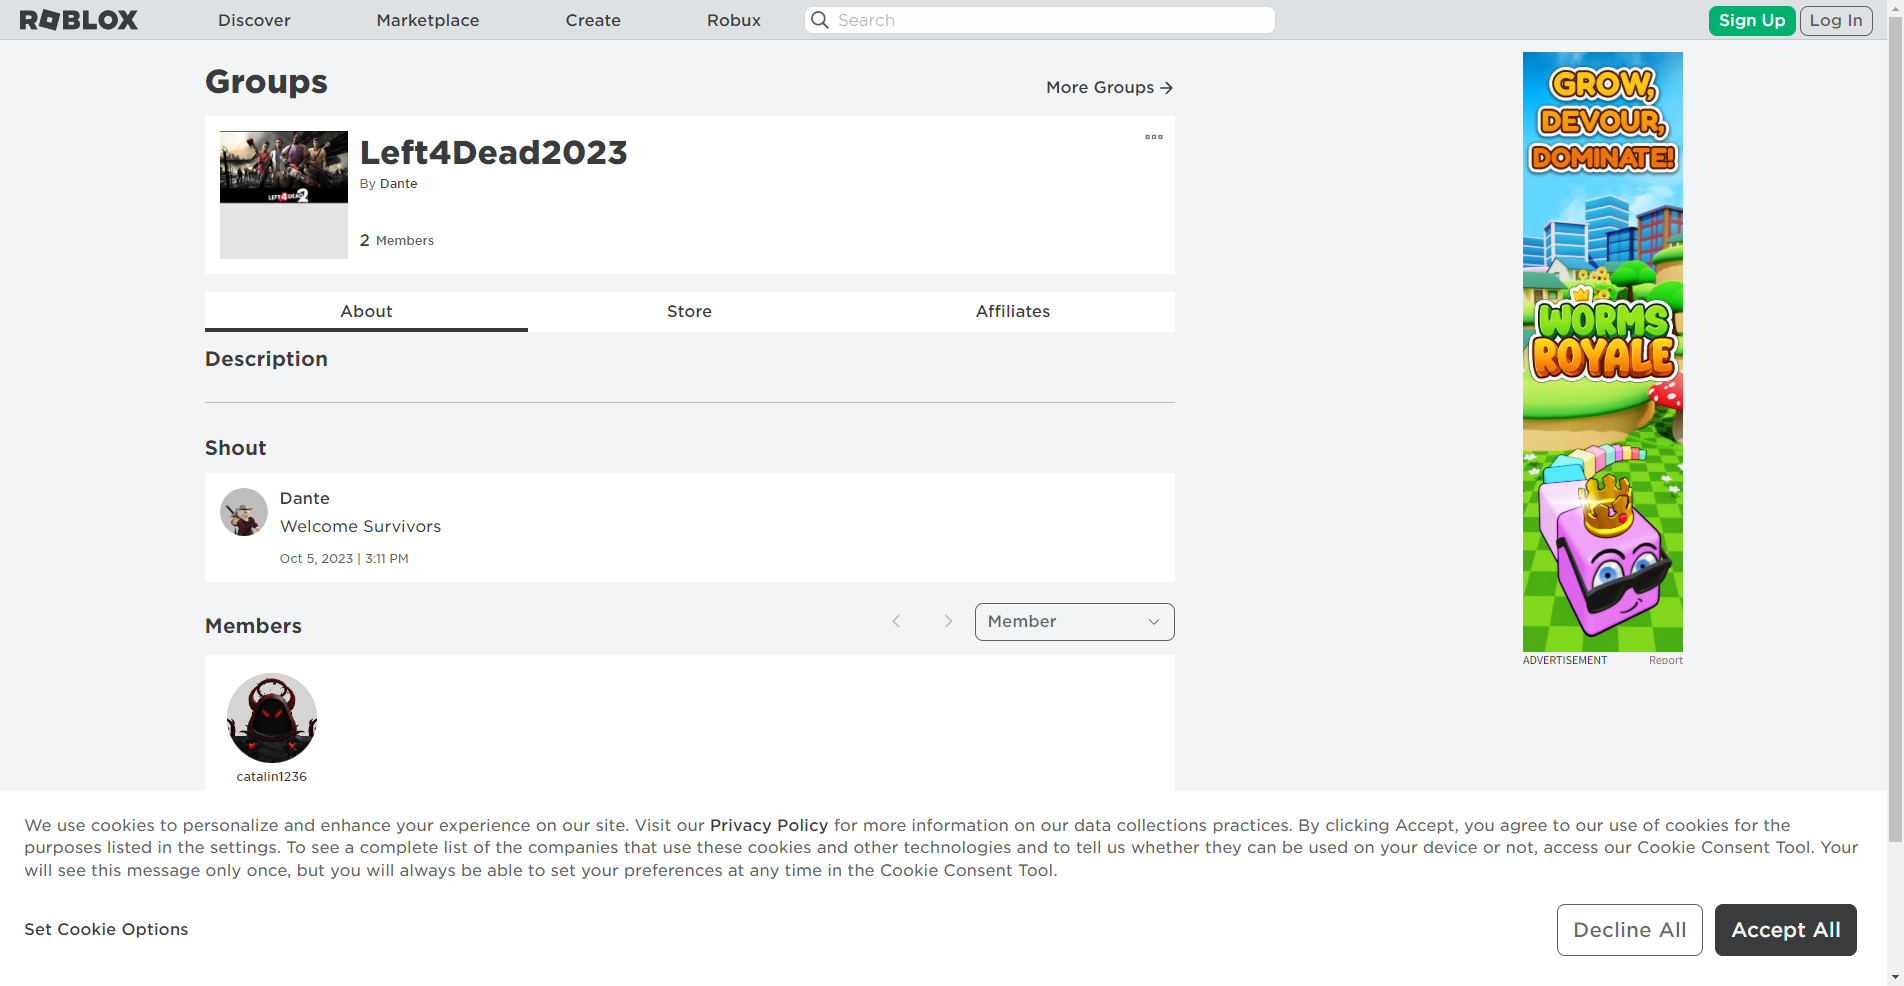 ROBLOX
Discover
Marketplace
Create
Robux
Search
Sign Up
Log In
Groups
More Groups
LEFT 4 DEAD 2
Left4Dead2023
By Dante
2 Members
About
Store
Affiliates
Description
Shout
Dante
Welcome Survivors
Oct 5, 2023 | 3:11 PM
Members
Member
catalin1236
GROW,
DEVOUR,
DOMINATE!
WORMS
ROYALE
ADVERTISEMENT
Report
We use cookies to personalize and enhance your experience on our site. Visit our Privacy Policy for more information on our data collections practices. By clicking Accept, you agree to our use of cookies for the
purposes listed in the settings. To see a complete list of the companies that use these cookies and other technologies and to tell us whether they can be used on your device or not, access our Cookie Consent Tool. Your
will see this message only once, but you will always be able to set your preferences at any time in the Cookie Consent Tool.
Set Cookie Options
Decline All
Accept All